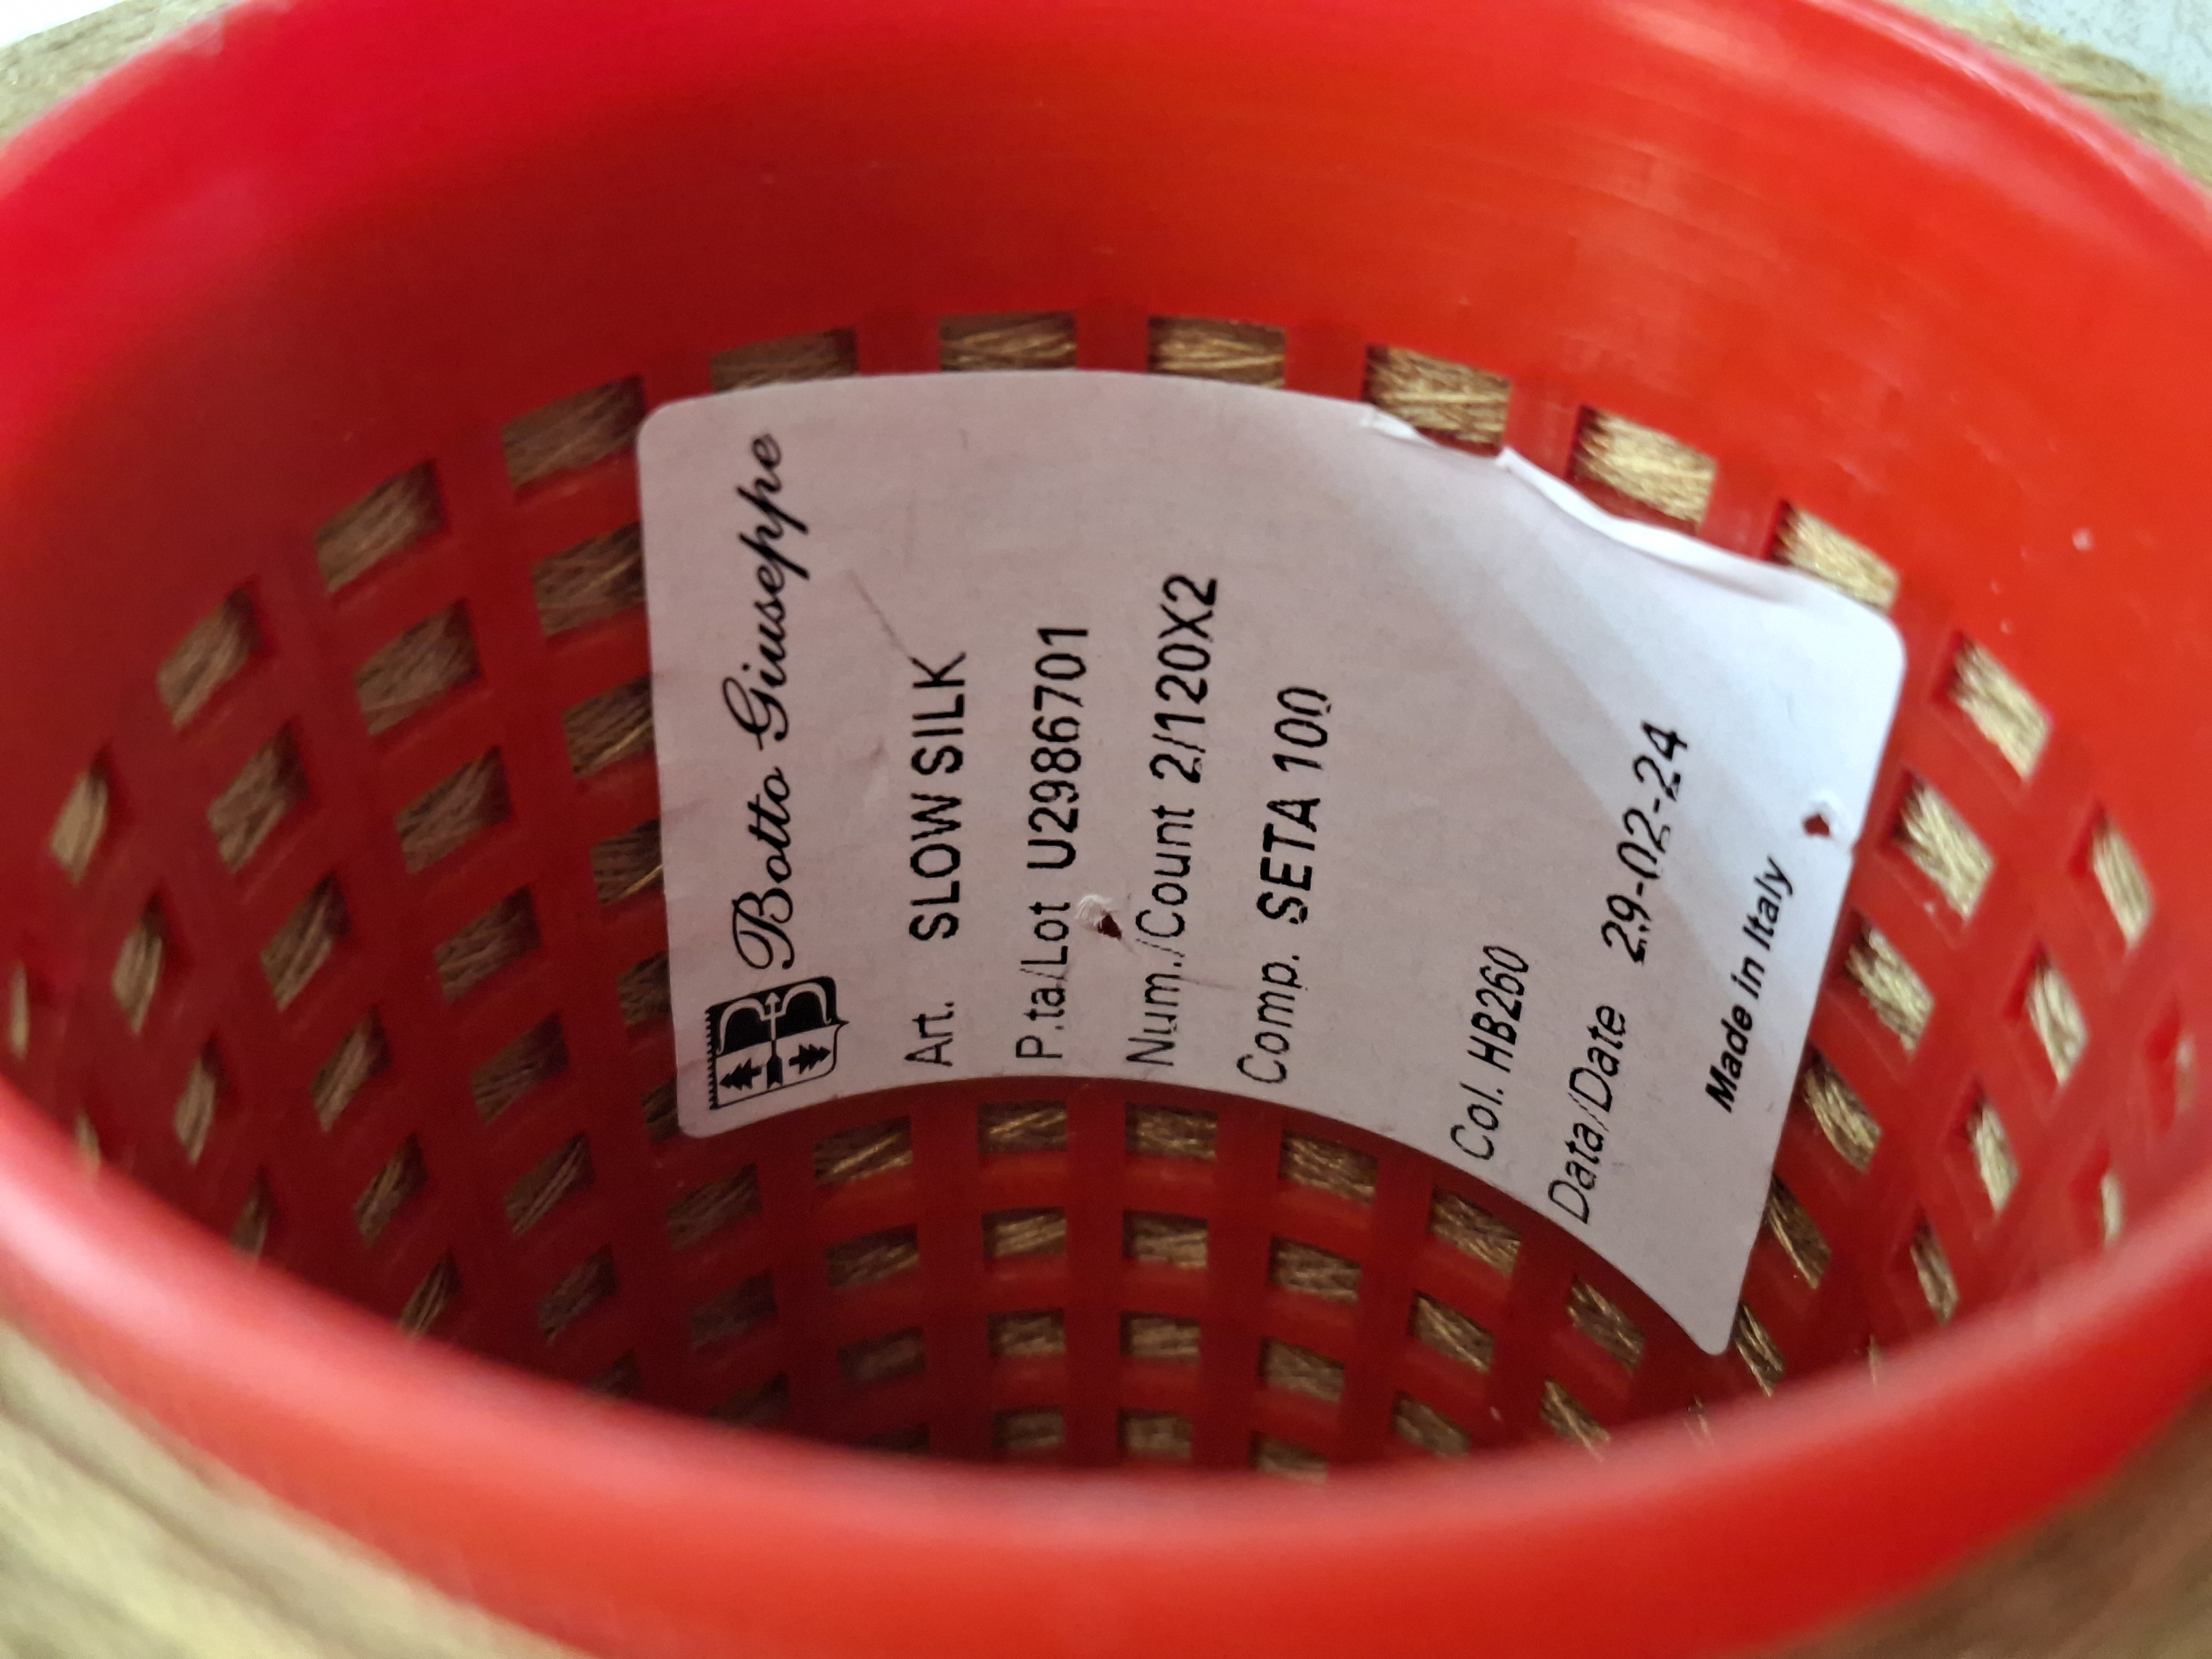 Botto Giuseppe
Art. SLOW SILK
P.ta/Lot U2986701
Num./Count 2/120X2
Comp. SETA 100
Col. HB260
Data/Date 29-02-24
Made in Italy